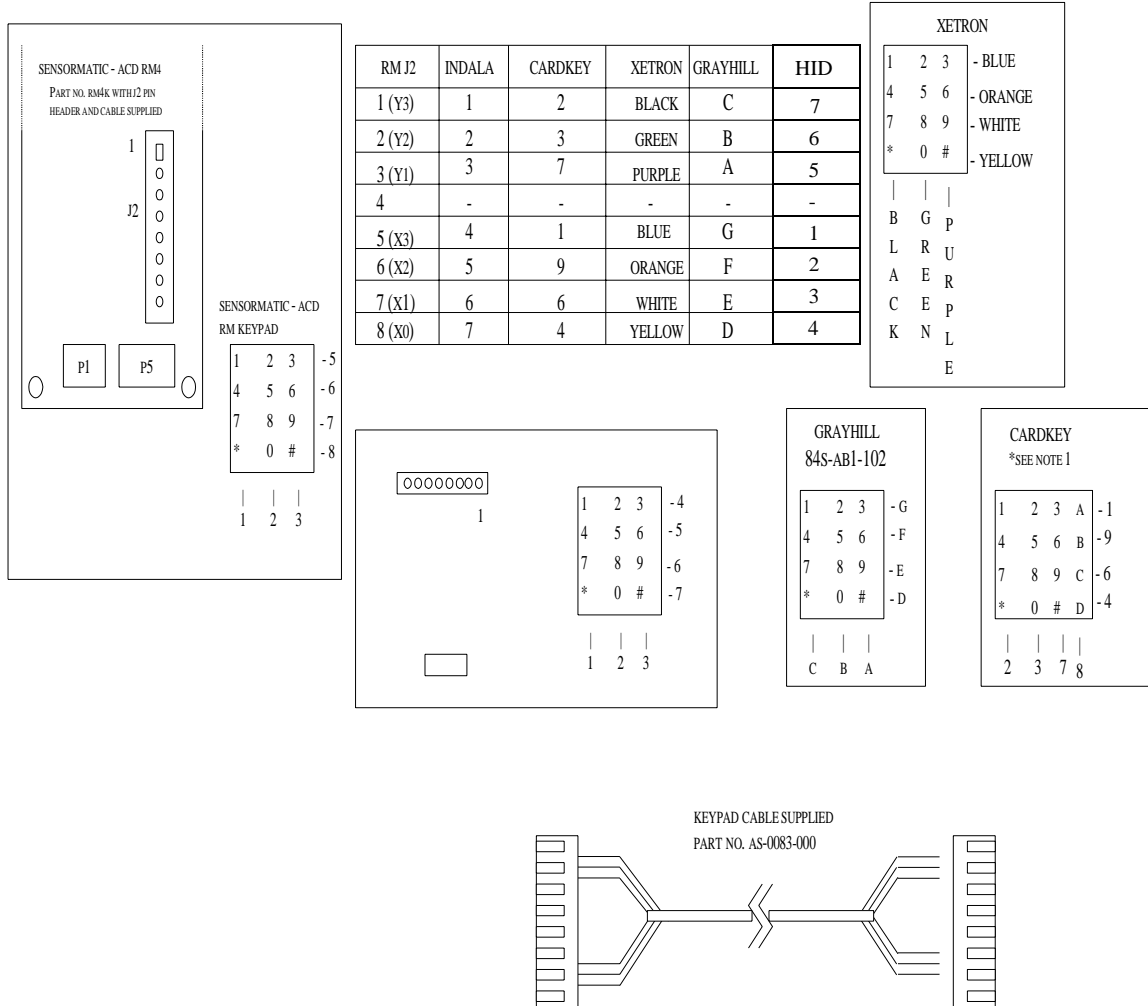 SENSORMATIC - ACD RM4
PART NO. RM4K WITH J2 PIN
HEADER AND CABLE SUPPLIED
1
J2
P1 P5
SENSORMATIC - ACD
RM KEYPAD
1 2 3 - 5
4 5 6 - 6
7 8 9 - 7
* 0 # - 8
| | |
1 2 3
RM J2 INDALA CARDKEY XETRON GRAYHILL HID
1 (Y3) 1 2 BLACK C 7
2 (Y2) 2 3 GREEN B 6
3 (Y1) 3 7 PURPLE A 5
4 - - - - -
5 (X3) 4 1 BLUE G 1
6 (X2) 5 9 ORANGE F 2
7 (X1) 6 6 WHITE E 3
8 (X0) 7 4 YELLOW D 4
XETRON
1 2 3 - BLUE
4 5 6 - ORANGE
7 8 9 - WHITE
* 0 # - YELLOW
| | |
BLACK
GREEN
PURPLE
1
1 2 3 - 4
4 5 6 - 5
7 8 9 - 6
* 0 # - 7
| | |
1 2 3
GRAYHILL
84S-AB1-102
1 2 3 - G
4 5 6 - F
7 8 9 - E
* 0 # - D
| | |
C B A
CARDKEY
*SEE NOTE 1
1 2 3 A - 1
4 5 6 B - 9
7 8 9 C - 6
* 0 # D - 4
| | | |
2 3 7 8
KEYPAD CABLE SUPPLIED
PART NO. AS-0083-000